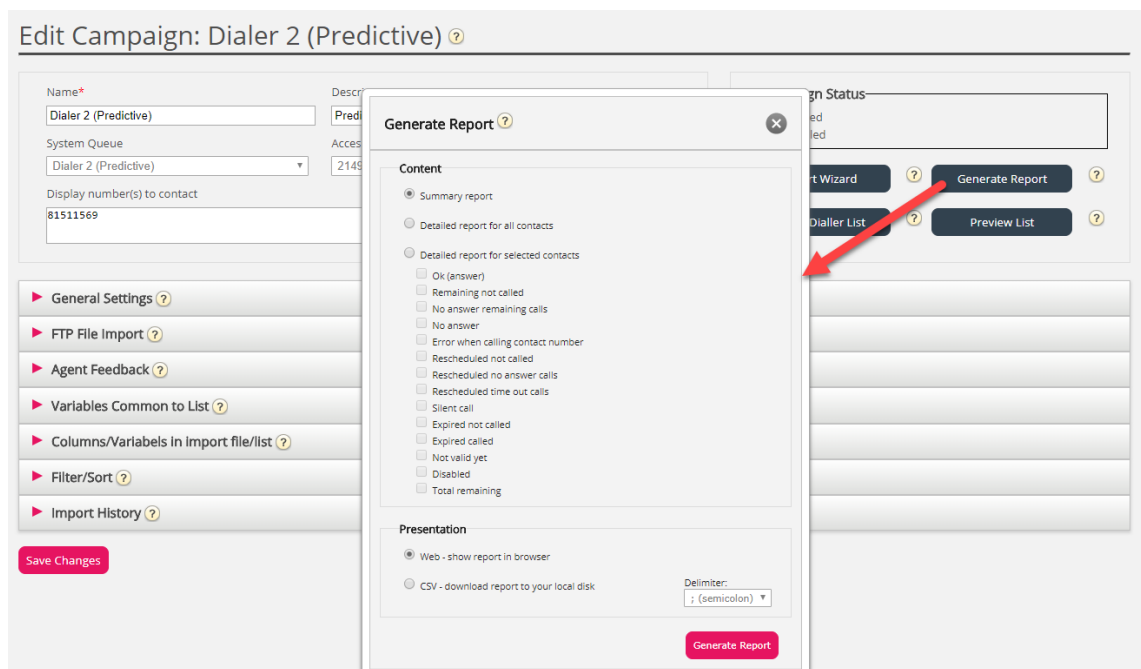 Edit Campaign: Dialer 2 (Predictive) ?
Name*
Dialer 2 (Predictive)
System Queue
Dialer 2 (Predictive)
Display number(s) to contact
81511569
2149
Generate Report ?
Content
Summary report
Detailed report for all contacts
Detailed report for selected contacts
Ok (answer)
Remaining not called
No answer remaining calls
No answer
Error when calling contact number
Rescheduled not called
Rescheduled no answer calls
Rescheduled time out calls
Silent call
Expired not called
Expired called
Not valid yet
Disabled
Total remaining
Presentation
Web - show report in browser
CSV - download report to your local disk
Delimiter:
; (semicolon)
Generate Report
Status
Wizard ? Generate Report ?
Dialler List ? Preview List ?
General Settings ?
FTP File Import ?
Agent Feedback ?
Variables Common to List ?
Columns/Variabels in import file/list ?
Filter/Sort ?
Import History ?
Save Changes